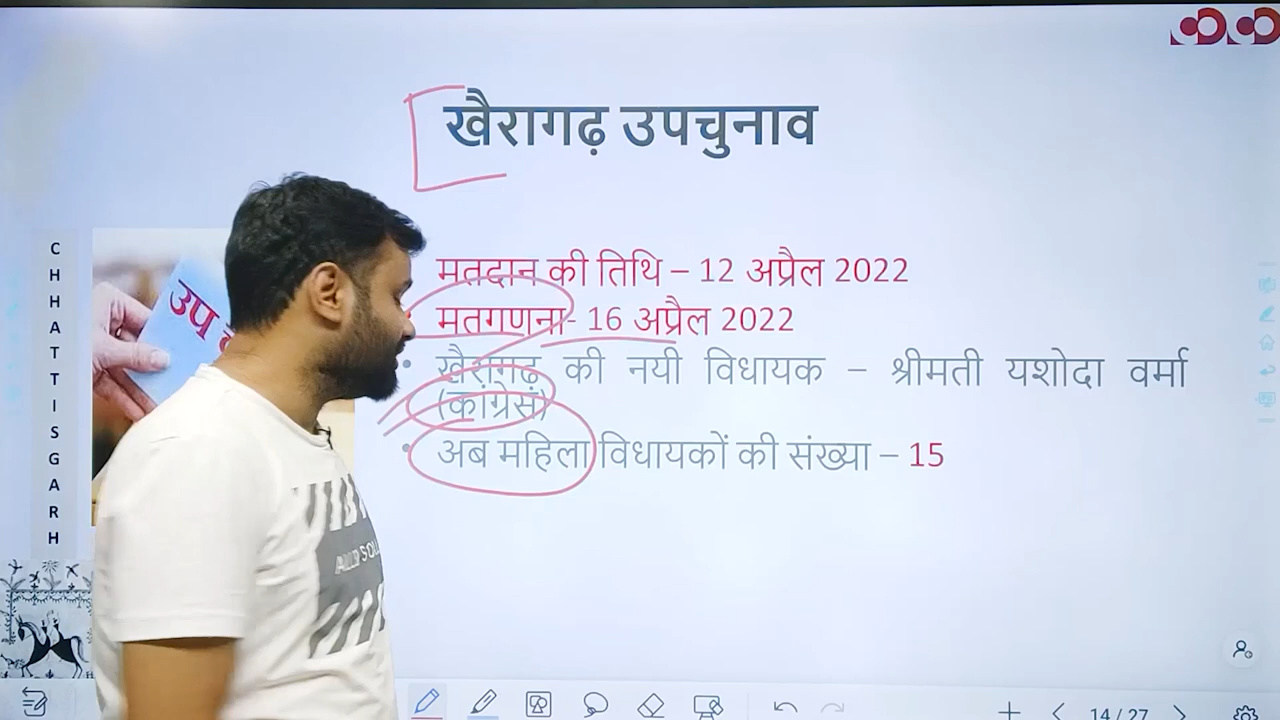 खैरागढ़ उपचुनाव
CHHATTISGARH
उप
मतदान की तिथि – 12 अप्रैल 2022
मतगणना- 16 अप्रैल 2022
खैरागढ़ की नयी विधायक – श्रीमती यशोदा वर्मा
(कांग्रेस)
अब महिला विधायकों की संख्या – 15
14/27